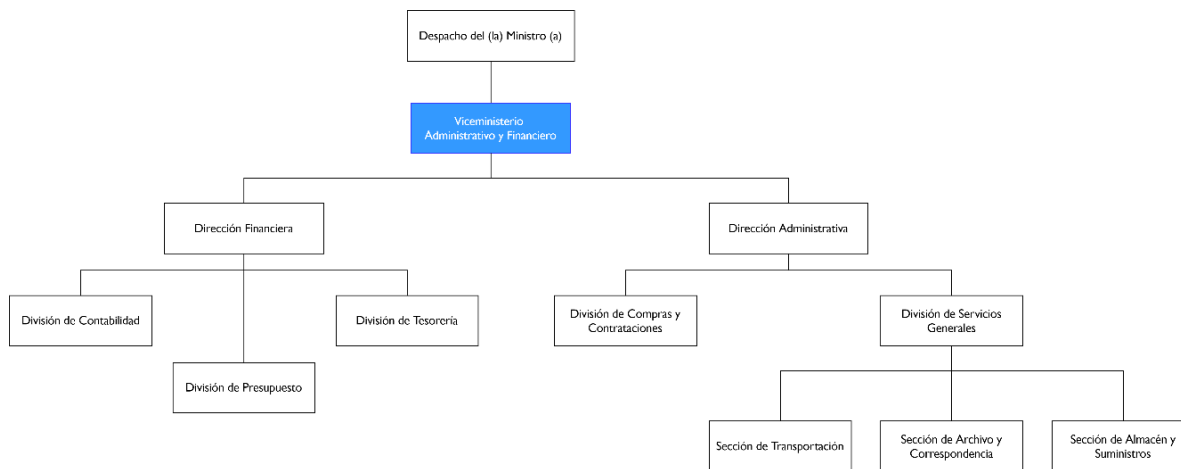 Despacho del (la) Ministro (a)
Viceministerio
Administrativo y Financiero
Dirección Financiera
Dirección Administrativa
División de Contabilidad
División de Tesorería
División de Compras y
Contrataciones
División de Servicios
Generales
División de Presupuesto
Sección de Transportación
Sección de Archivo y
Correspondencia
Sección de Almacén y
Suministros